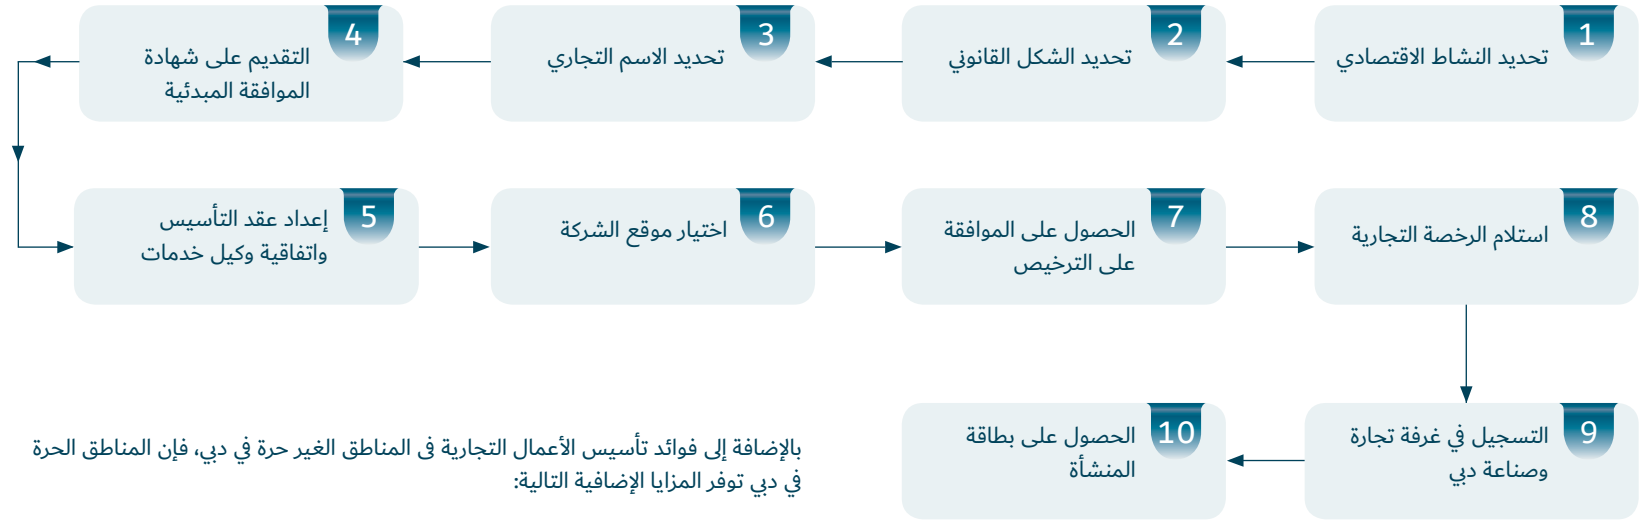 1
تحديد النشاط الاقتصادي
2
تحديد الشكل القانوني
3
تحديد الاسم التجاري
4
التقديم على شهادة
الموافقة المبدئية
5
إعداد عقد التأسيس
واتفاقية وكيل خدمات
6
اختيار موقع الشركة
7
الحصول على الموافقة
على الترخيص
8
استلام الرخصة التجارية
9
التسجيل في غرفة تجارة
وصناعة دبي
10
الحصول على بطاقة
المنشأة
بالإضافة إلى فوائد تأسيس الأعمال التجارية فى المناطق الغير حرة في دبي، فإن المناطق الحرة
في دبي توفر المزايا الإضافية التالية: